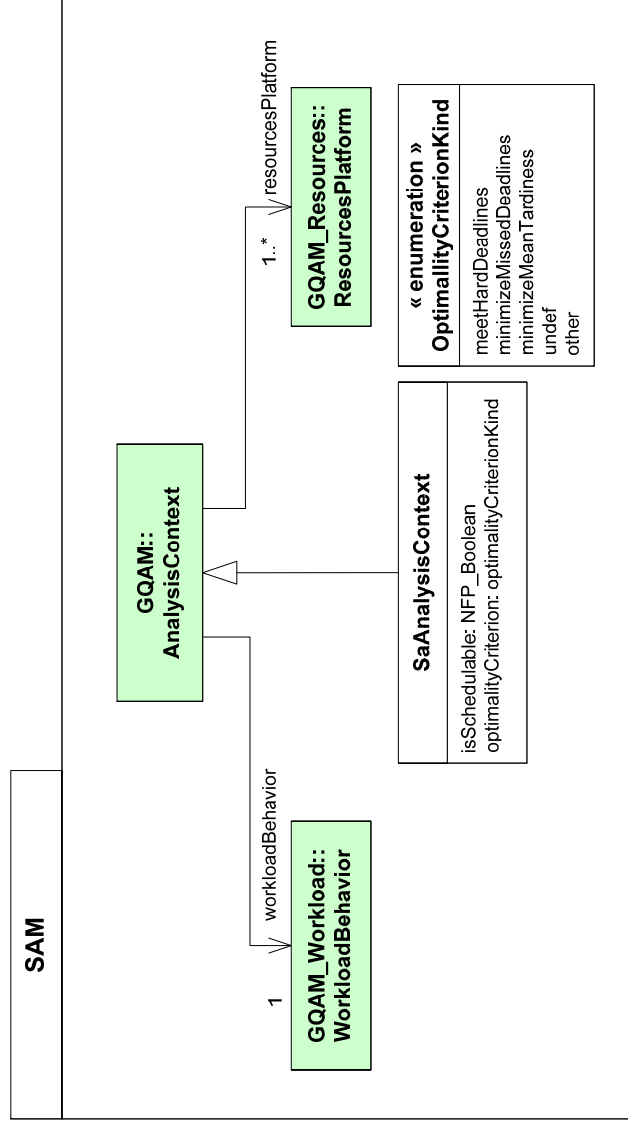 SAM
GQAM::
AnalysisContext
1
workloadBehavior
1..*
resourcesPlatform
GQAM_Workload::
WorkloadBehavior
GQAM_Resources::
ResourcesPlatform
SaAnalysisContext
isSchedulable: NFP_Boolean
optimalityCriterion: optimalityCriterionKind
« enumeration »
OptimallityCriterionKind
meetHardDeadlines
minimizeMissedDeadlines
minimizeMeanTardiness
undef
other